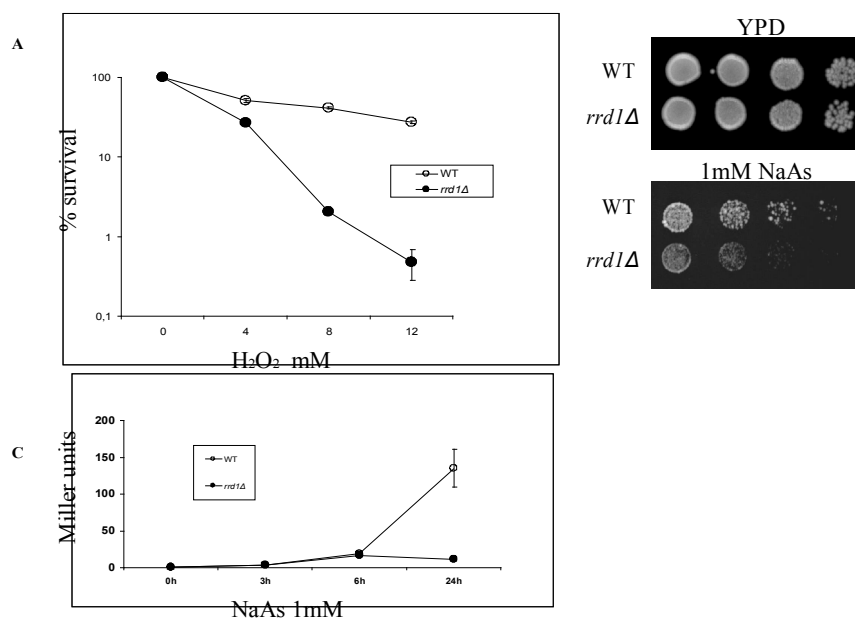 A
100
10
1
0,1
% survival
WT
rrd1Δ
0 4 8 12
H₂O₂ mM
YPD
WT
rrd1Δ
1mM NaAs
WT
rrd1Δ
C
200
150
100
50
0
Miller units
WT
rrd1Δ
0h 3h 6h 24h
NaAs 1mM